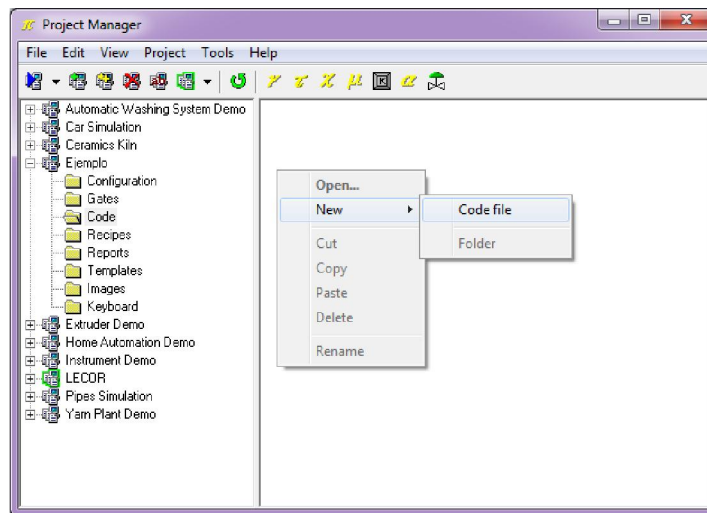 Project Manager
File Edit View Project Tools Help
Automatic Washing System Demo
Car Simulation
Ceramics Kiln
Ejemplo
Configuration
Gates
Code
Recipes
Reports
Templates
Images
Keyboard
Extruder Demo
Home Automation Demo
Instrument Demo
LECOR
Pipes Simulation
Yarn Plant Demo
Open...
New
Cut
Copy
Paste
Delete
Rename
Code file
Folder